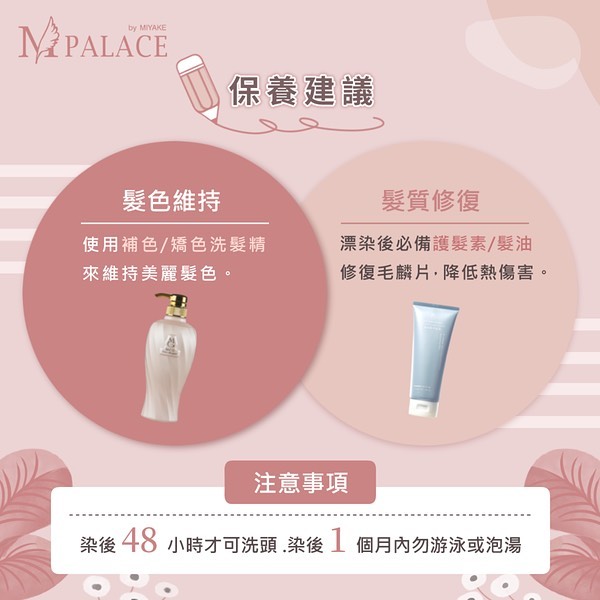 by MIYAKE
M PALACE
保養建議
髮色維持
使用補色/矯色洗髮精
來維持美麗髮色。
髮質修復
漂染後必備護髮素/髮油
修復毛麟片,降低熱傷害。
注意事項
染後 48 小時才可洗頭 .染後 1 個月內勿游泳或泡湯